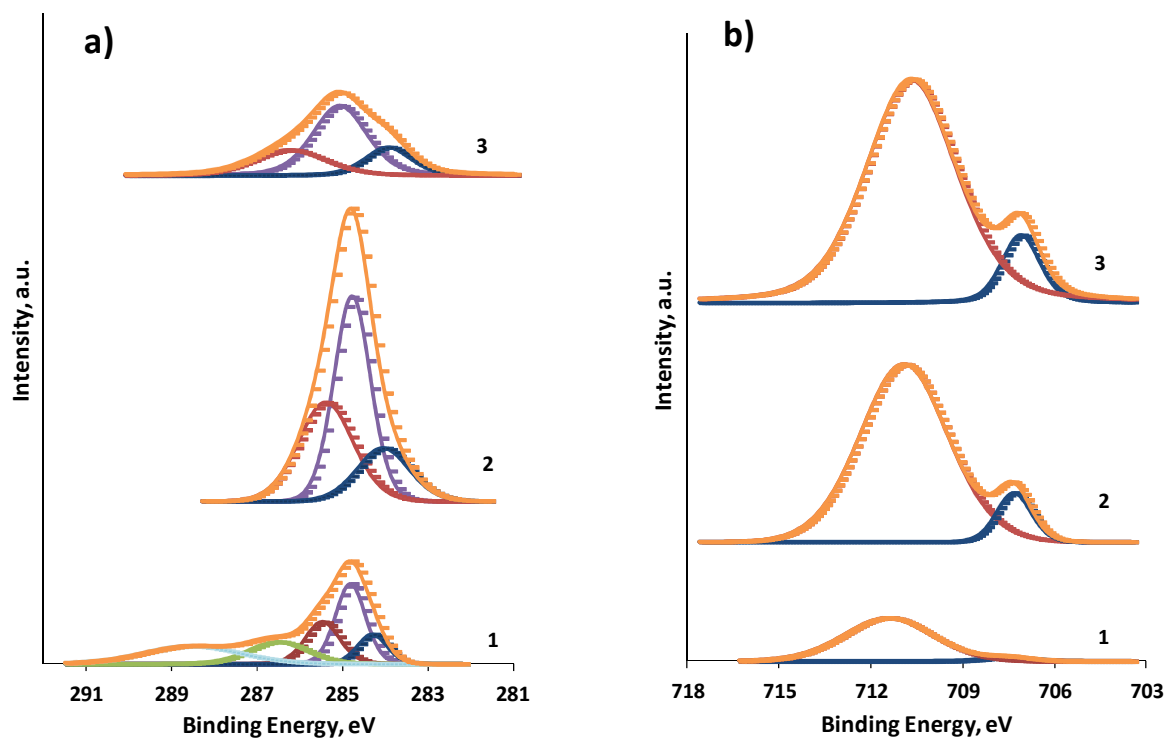 a)
3
2
1
Intensity, a.u.
291 289 287 285 283 281
Binding Energy, eV
b)
3
2
1
Intensity, a.u.
718 715 712 709 706 703
Binding Energy, eV